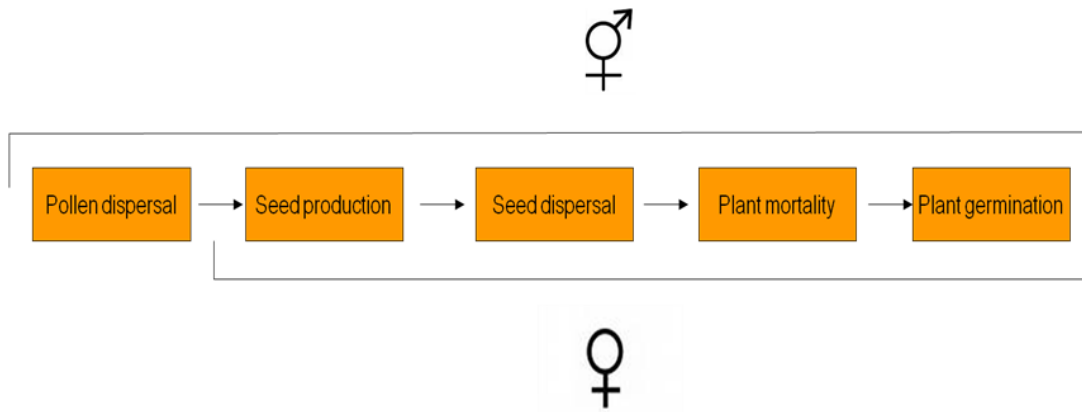 Pollen dispersal
Seed production
Seed dispersal
Plant mortality
Plant germination